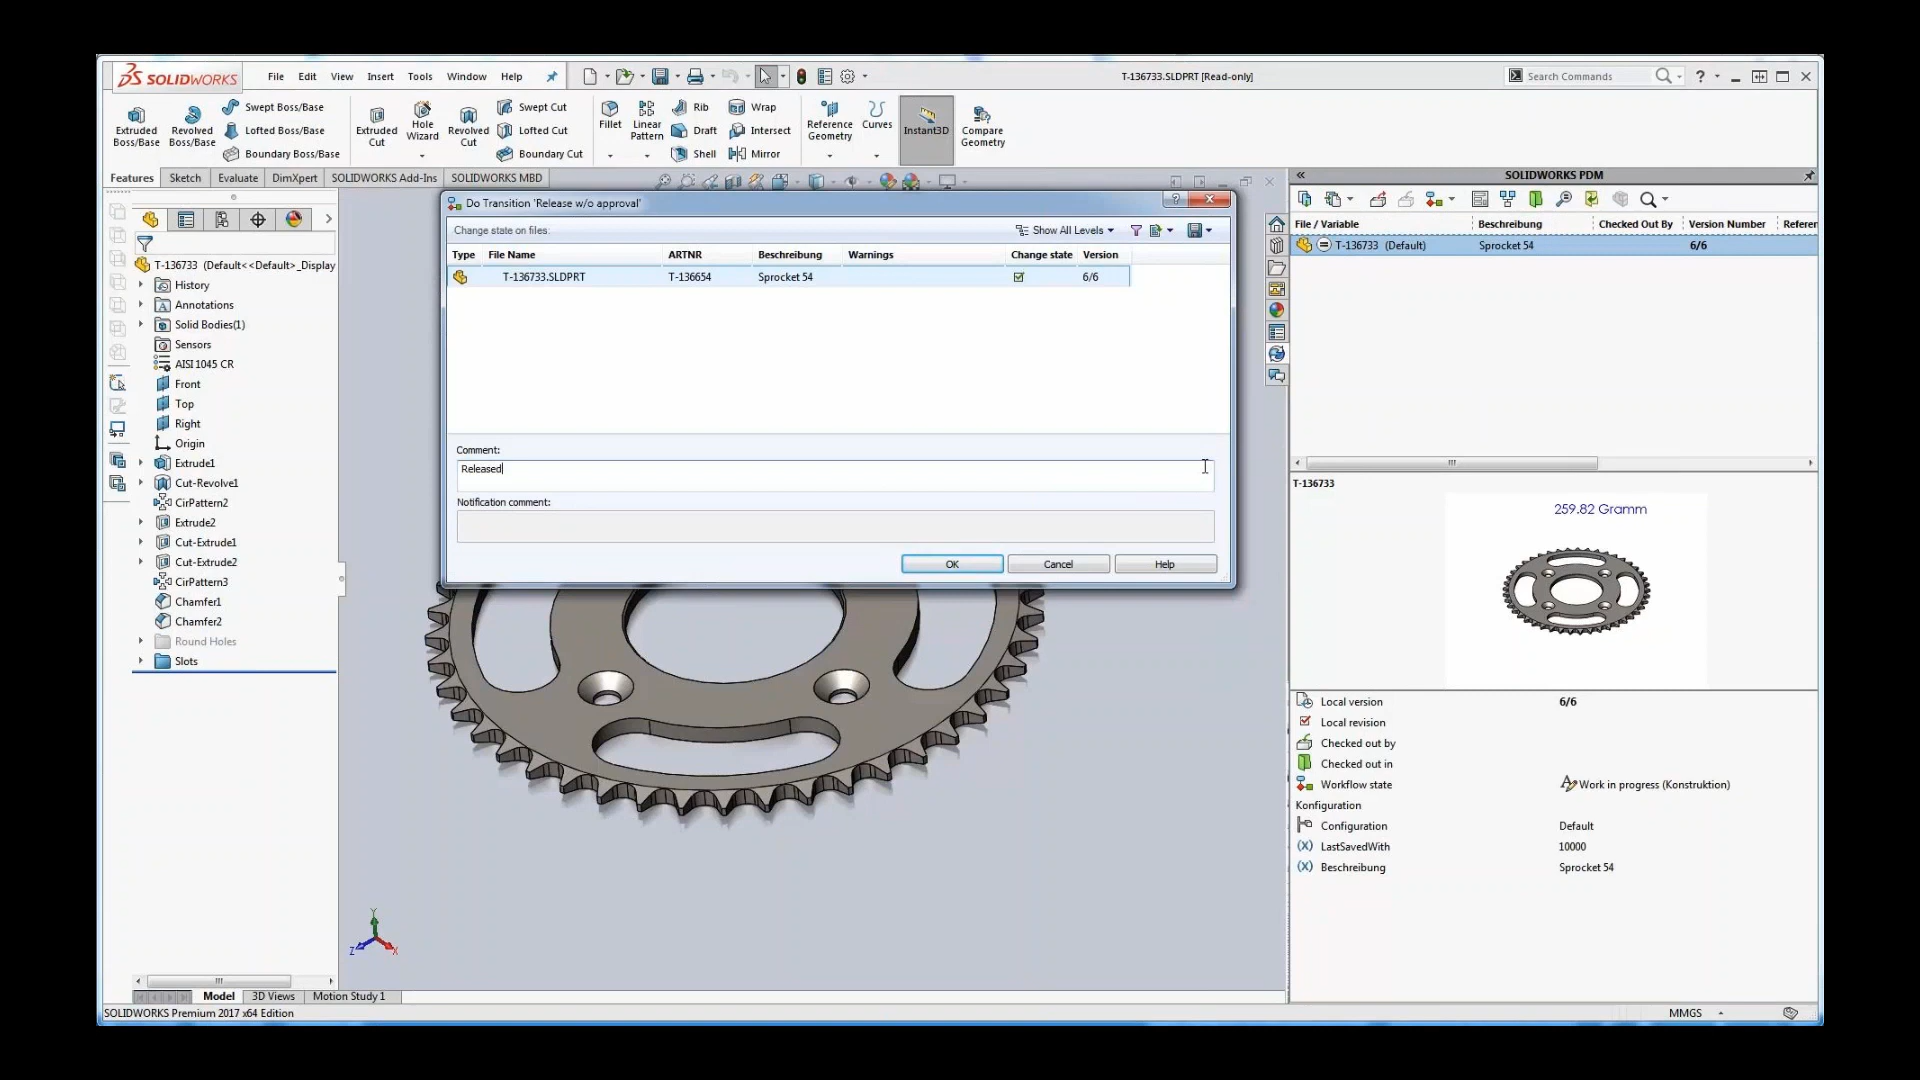 SOLIDWORKS
File Edit View Insert Tools Window Help
T-136733.SLDPRT [Read-only]
Search Commands
?
Extruded Boss/Base
Revolved Boss/Base
Swept Boss/Base
Lofted Boss/Base
Boundary Boss/Base
Extruded Cut
Hole Wizard
Revolved Cut
Swept Cut
Lofted Cut
Boundary Cut
Fillet
Linear Pattern
Rib
Draft
Shell
Wrap
Intersect
Mirror
Reference Geometry
Curves
Instant3D
Compare Geometry
Features Sketch Evaluate DimXpert SOLIDWORKS Add-Ins SOLIDWORKS MBD
T-136733 (Default<<Default>_Display
History
Annotations
Solid Bodies(1)
Sensors
AISI 1045 CR
Front
Top
Right
Origin
Extrude1
Cut-Revolve1
CirPattern2
Extrude2
Cut-Extrude1
Cut-Extrude2
CirPattern3
Chamfer1
Chamfer2
Round Holes
Slots
Do Transition 'Release w/o approval'
Change state on files:
Show All Levels
Type File Name ARTNR Beschreibung Warnings Change state Version
T-136733.SLDPRT T-136654 Sprocket 54 6/6
Comment:
Released
Notification comment:
OK Cancel Help
Y
Z X
SOLIDWORKS PDM
File / Variable Beschreibung Checked Out By Version Number Referen
T-136733 (Default) Sprocket 54 6/6
T-136733
259.82 Gramm
Local version 6/6
Local revision
Checked out by
Checked out in
Workflow state Work in progress (Konstruktion)
Konfiguration
Configuration Default
LastSavedWith 10000
Beschreibung Sprocket 54
Model 3D Views Motion Study 1
SOLIDWORKS Premium 2017 x64 Edition
MMGS